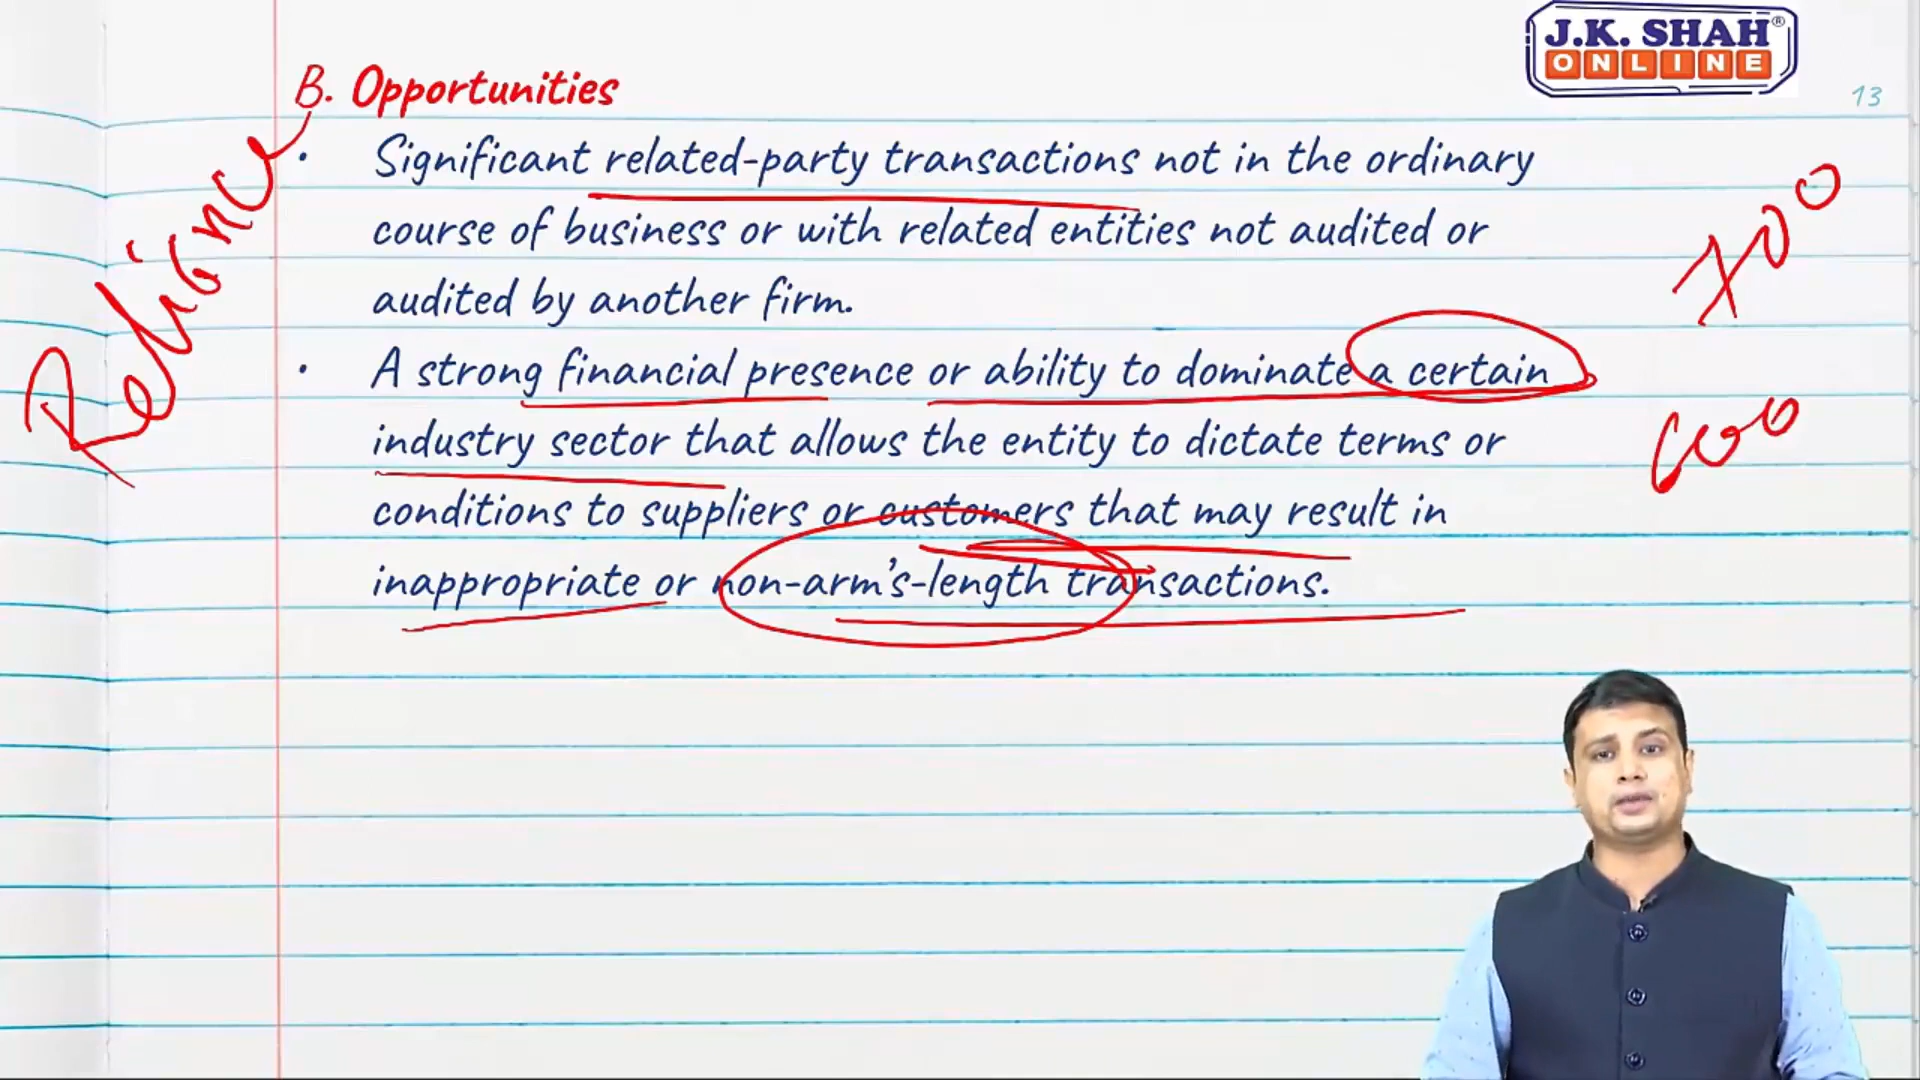 J.K. SHAH®
ONLINE
13
B. Opportunities
Reliance
• Significant related-party transactions not in the ordinary
course of business or with related entities not audited or
audited by another firm.
• A strong financial presence or ability to dominate a certain
industry sector that allows the entity to dictate terms or
conditions to suppliers or customers that may result in
inappropriate or non-arm's-length transactions.
700
600